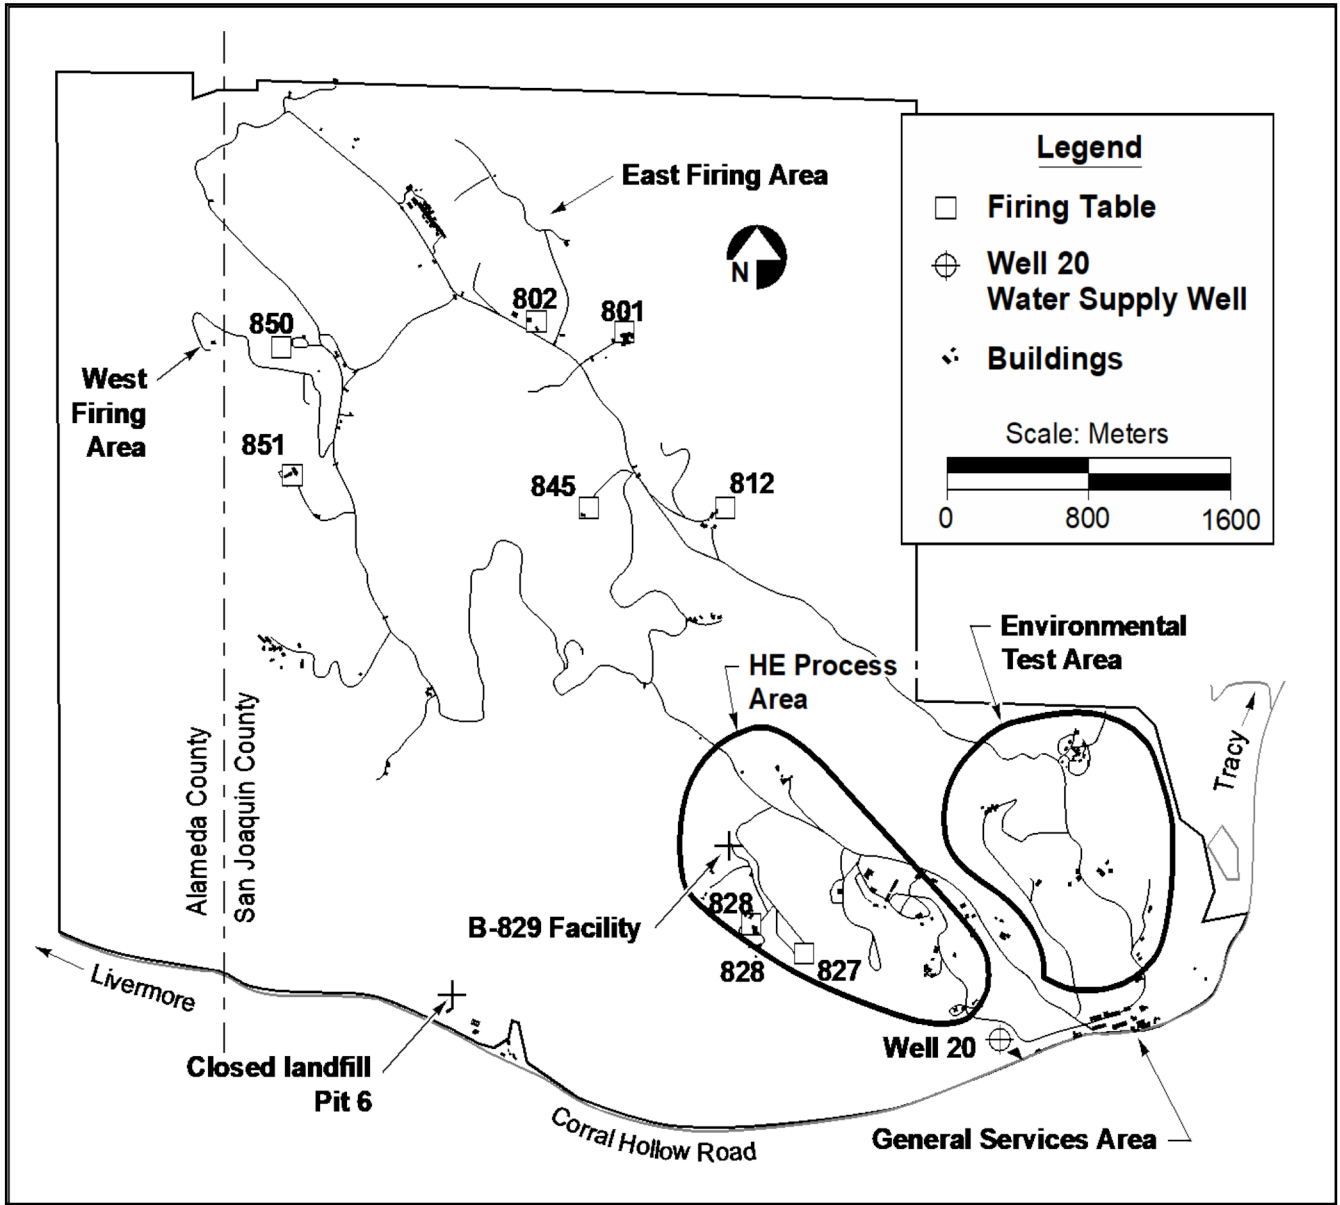 Legend
Firing Table
Well 20
Water Supply Well
Buildings
Scale: Meters
0 800 1600
East Firing Area
N
802
801
850
West
Firing
Area
851
845
812
Environmental
Test Area
HE Process
Area
Alameda County
San Joaquin County
Tracy
B-829 Facility
828
828
827
Livermore
Closed landfill
Pit 6
Well 20
Corral Hollow Road
General Services Area